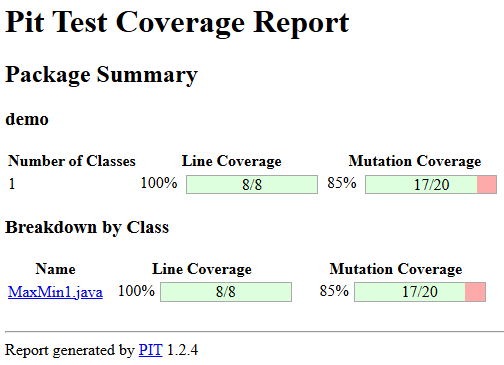 Pit Test Coverage Report
Package Summary
demo
Number of Classes Line Coverage Mutation Coverage
1 100% 8/8 85% 17/20
Breakdown by Class
Name Line Coverage Mutation Coverage
MaxMin1.java 100% 8/8 85% 17/20
Report generated by PIT 1.2.4